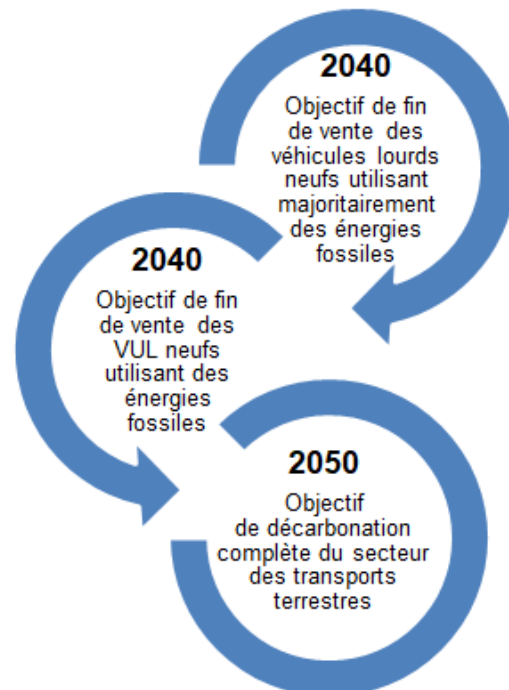 2040
Objectif de fin
de vente des
véhicules lourds
neufs utilisant
majoritairement
des énergies
fossiles
2040
Objectif de fin
de vente des
VUL neufs
utilisant des
énergies
fossiles
2050
Objectif
de décarbonation
complète du secteur
des transports
terrestres